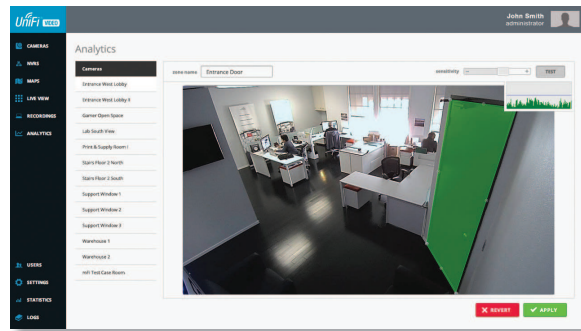 UniFi VIDEO
John Smith
administrator
CAMERAS
NVRS
MAPS
LIVE VIEW
RECORDINGS
ANALYTICS
USERS
SETTINGS
STATISTICS
LOGS
Analytics
Cameras
Entrance West Lobby
Entrance West Lobby II
Gamer Open Space
Lab South View
Print & Supply Room I
Stairs Floor 2 North
Stairs Floor 2 South
Support Window 1
Support Window 2
Support Window 3
Warehouse 1
Warehouse 2
mFi Test Case Room
zone name Entrance Door
sensitivity - + TEST
REVERT
APPLY